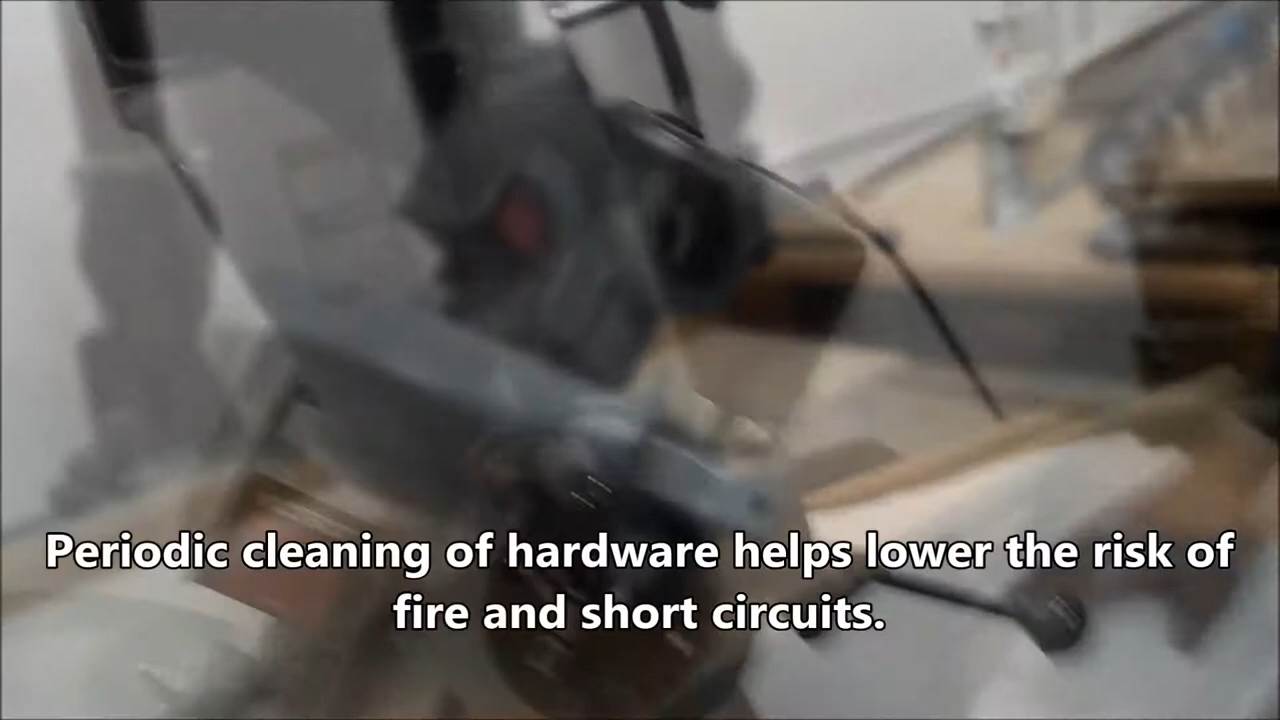 Periodic cleaning of hardware helps lower the risk of
fire and short circuits.